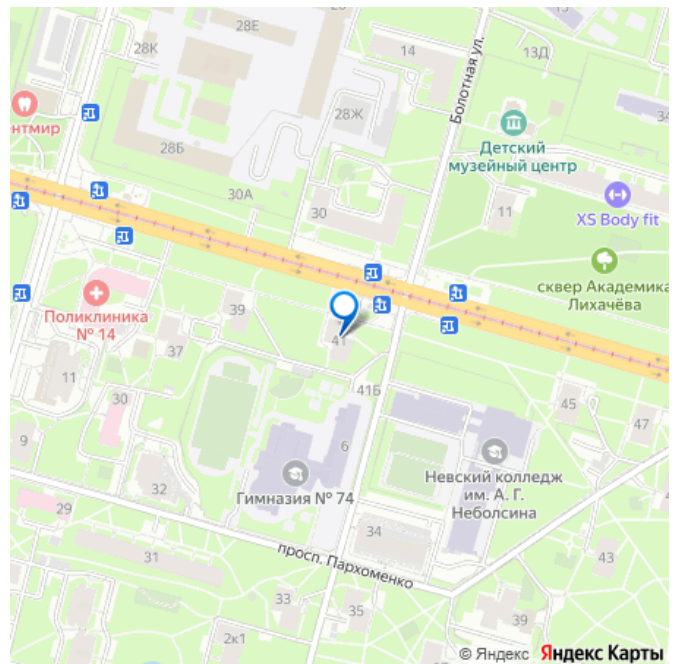 28Е
14
28К
Болотная ул.
13Д
34
ентмир
28Ж
Детский
музейный центр
28Б
30А
30
11
XS Body fit
сквер Академика
Лихачёва
Поликлиника
№ 14
39
41
37
11
30
41Б
45
47
9
6
Невский колледж
им. А. Г.
Неболсина
Гимназия № 74
32
29
34
31
просп. Пархоменко
43
33
35
39
2к1
© Яндекс Яндекс Карты